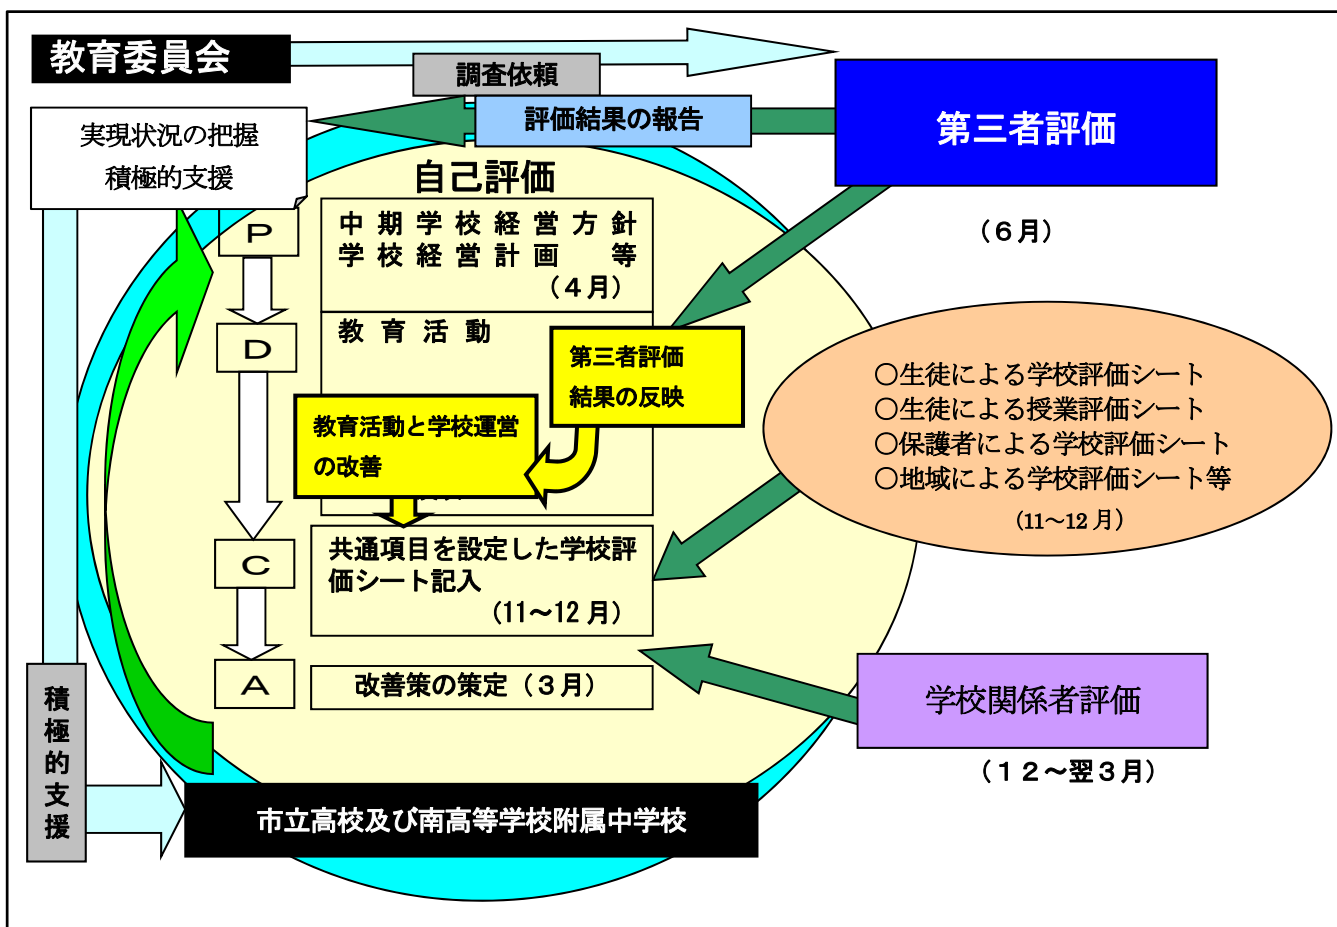 教育委員会
調査依頼
評価結果の報告
第三者評価
（６月）
実現状況の把握
積極的支援
自己評価
P
中期学校経営方針
学校経営計画　等
（４月）
D
教育活動
第三者評価
結果の反映
教育活動と学校運営
の改善
○生徒による学校評価シート
○生徒による授業評価シート
○保護者による学校評価シート
○地域による学校評価シート等
（11～12 月）
C
共通項目を設定した学校評
価シート記入
（11～12 月）
A
改善策の策定（３月）
学校関係者評価
（１２～翌３月）
積極的支援
市立高校及び南高等学校附属中学校